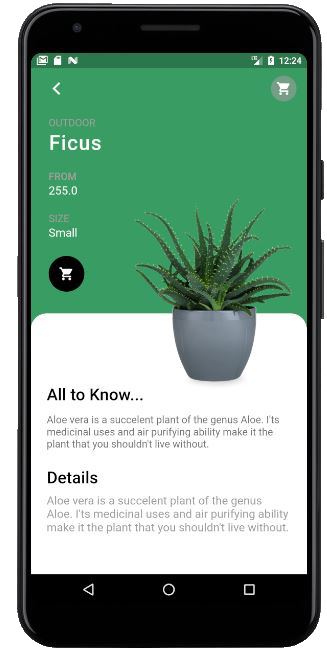 12:24
OUTDOOR
Ficus
FROM
255.0
SIZE
Small
All to Know...
Aloe vera is a succelent plant of the genus Aloe. I'ts
medicinal uses and air purifying ability make it the
plant that you shouldn't live without.
Details
Aloe vera is a succelent plant of the genus
Aloe. I'ts medicinal uses and air purifying ability
make it the plant that you shouldn't live without.